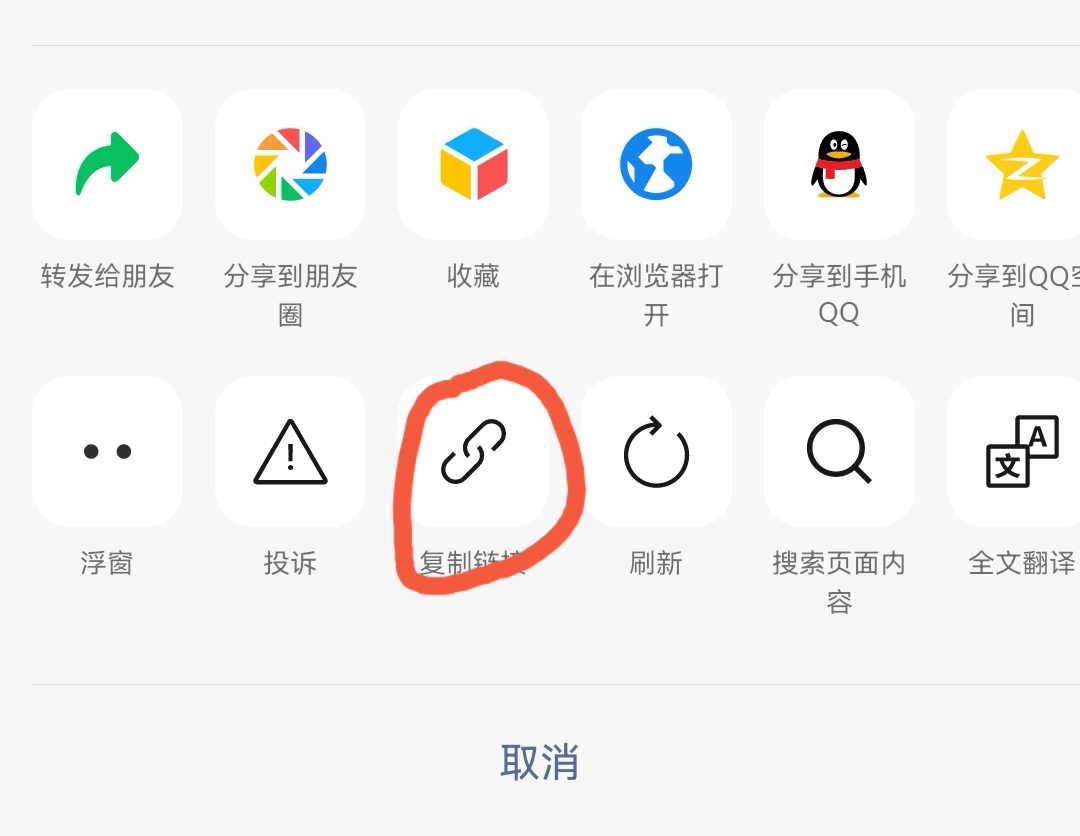 转发给朋友
分享到朋友
圈
收藏
在浏览器打
开
分享到手机
QQ
分享到QQ空
间
浮窗
投诉
复制链接
刷新
搜索页面内
容
A
文
全文翻译
取消